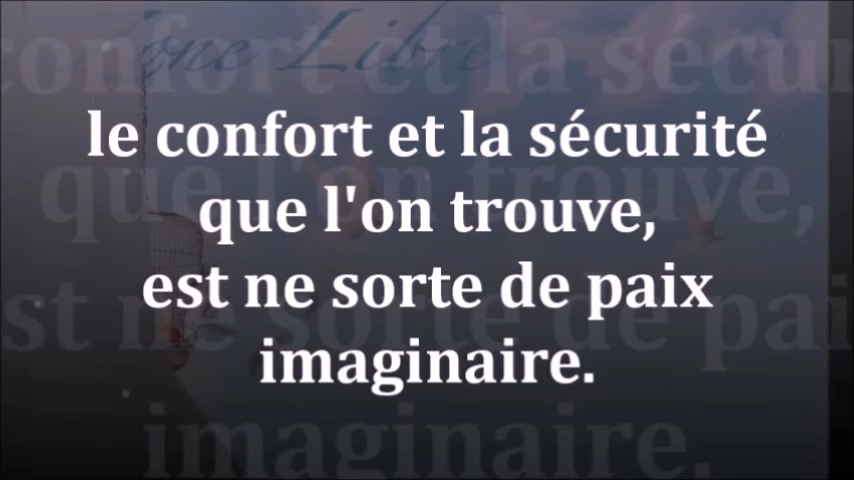 le confort et la sécurité
que l'on trouve,
est ne sorte de paix
imaginaire.